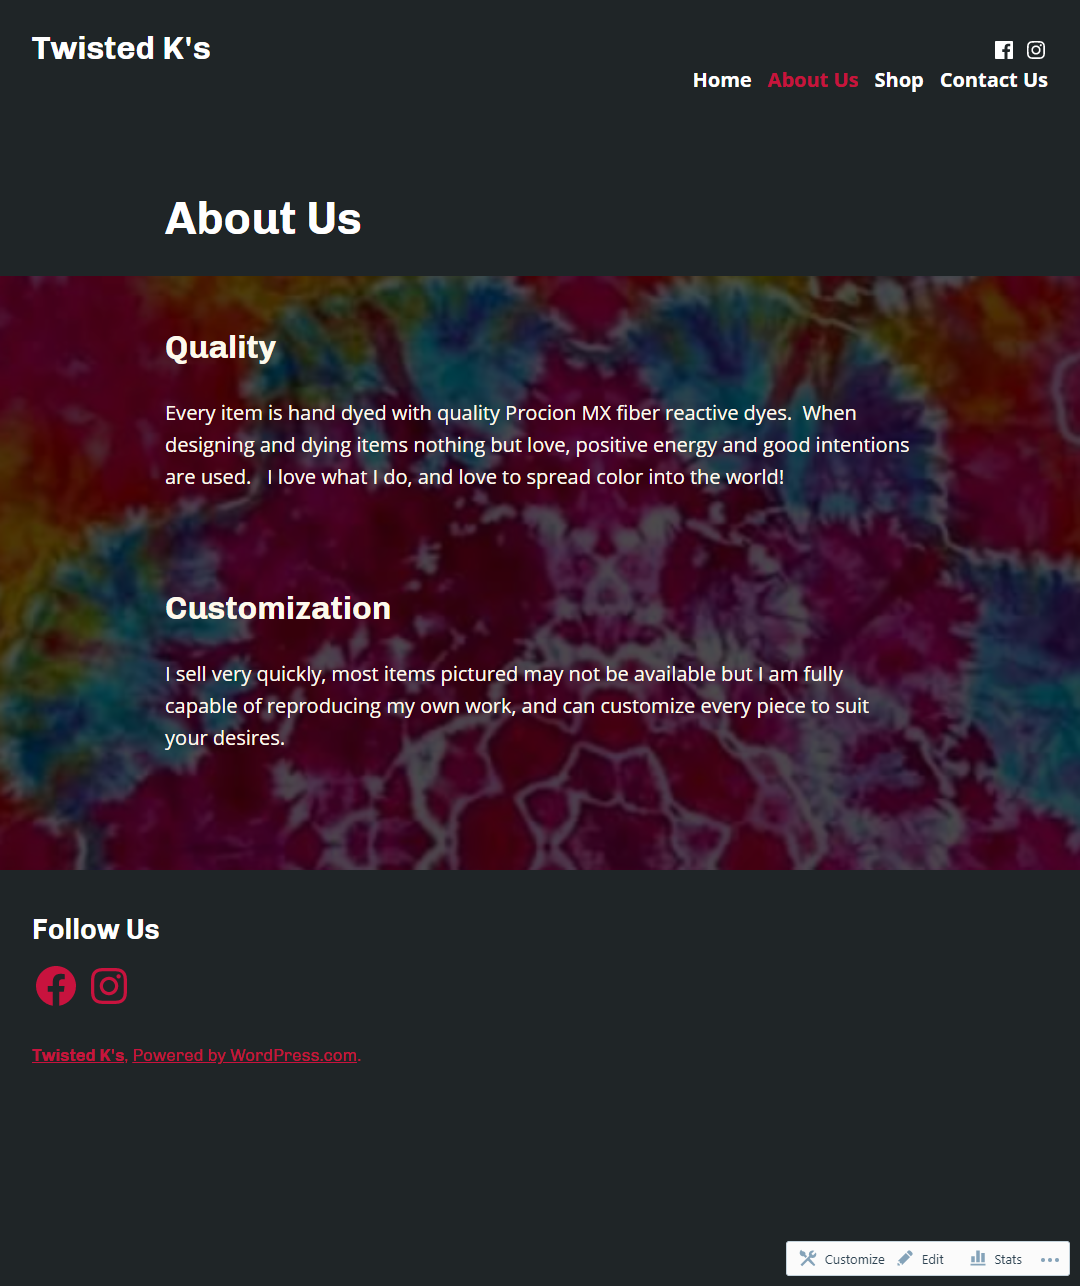 Twisted K's
Home About Us Shop Contact Us
About Us
Quality
Every item is hand dyed with quality Procion MX fiber reactive dyes.  When
designing and dying items nothing but love, positive energy and good intentions
are used.   I love what I do, and love to spread color into the world!
Customization
I sell very quickly, most items pictured may not be available but I am fully
capable of reproducing my own work, and can customize every piece to suit
your desires.
Follow Us
Twisted K's, Powered by WordPress.com.
Customize Edit Stats